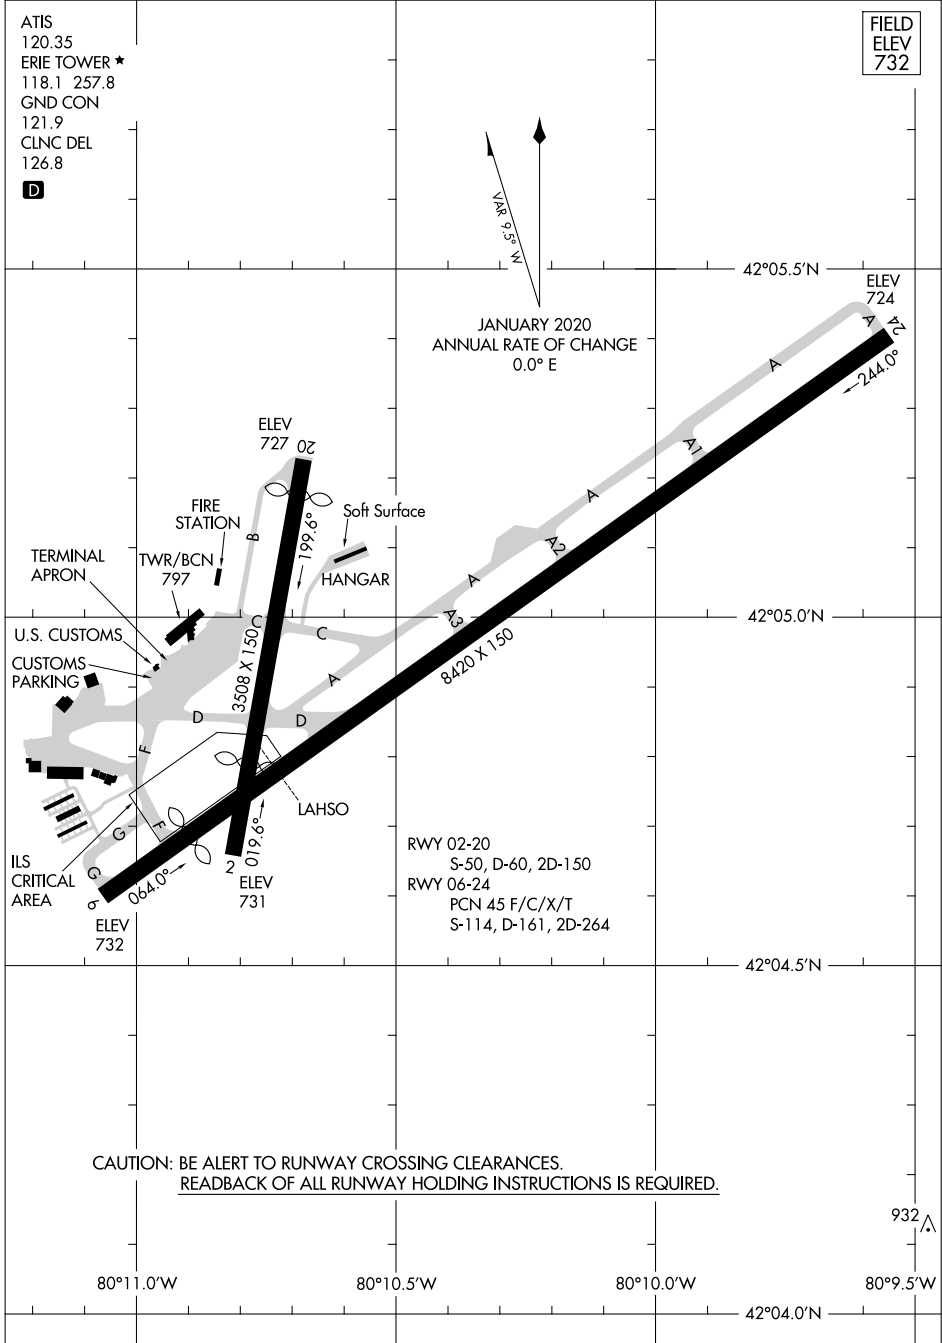 ATIS
120.35
ERIE TOWER ★
118.1 257.8
GND CON
121.9
CLNC DEL
126.8
D
FIELD
ELEV
732
VAR 9.5° W
JANUARY 2020
ANNUAL RATE OF CHANGE
0.0° E
42°05.5'N
ELEV
724
24
A
A
244.0°
A1
A
A2
A
A3
A
8420 X 150
ELEV
727
20
199.6°
B
FIRE
STATION
Soft Surface
HANGAR
TERMINAL
APRON
TWR/BCN
797
42°05.0'N
U.S. CUSTOMS
CUSTOMS
PARKING
C
C
3508 X 150
D
D
F
F
LAHSO
G
G
ILS
CRITICAL
AREA
6
064.0°
ELEV
732
2
019.6°
ELEV
731
RWY 02-20
S-50, D-60, 2D-150
RWY 06-24
PCN 45 F/C/X/T
S-114, D-161, 2D-264
42°04.5'N
CAUTION: BE ALERT TO RUNWAY CROSSING CLEARANCES.
READBACK OF ALL RUNWAY HOLDING INSTRUCTIONS IS REQUIRED.
932
80°11.0'W
80°10.5'W
80°10.0'W
80°9.5'W
42°04.0'N